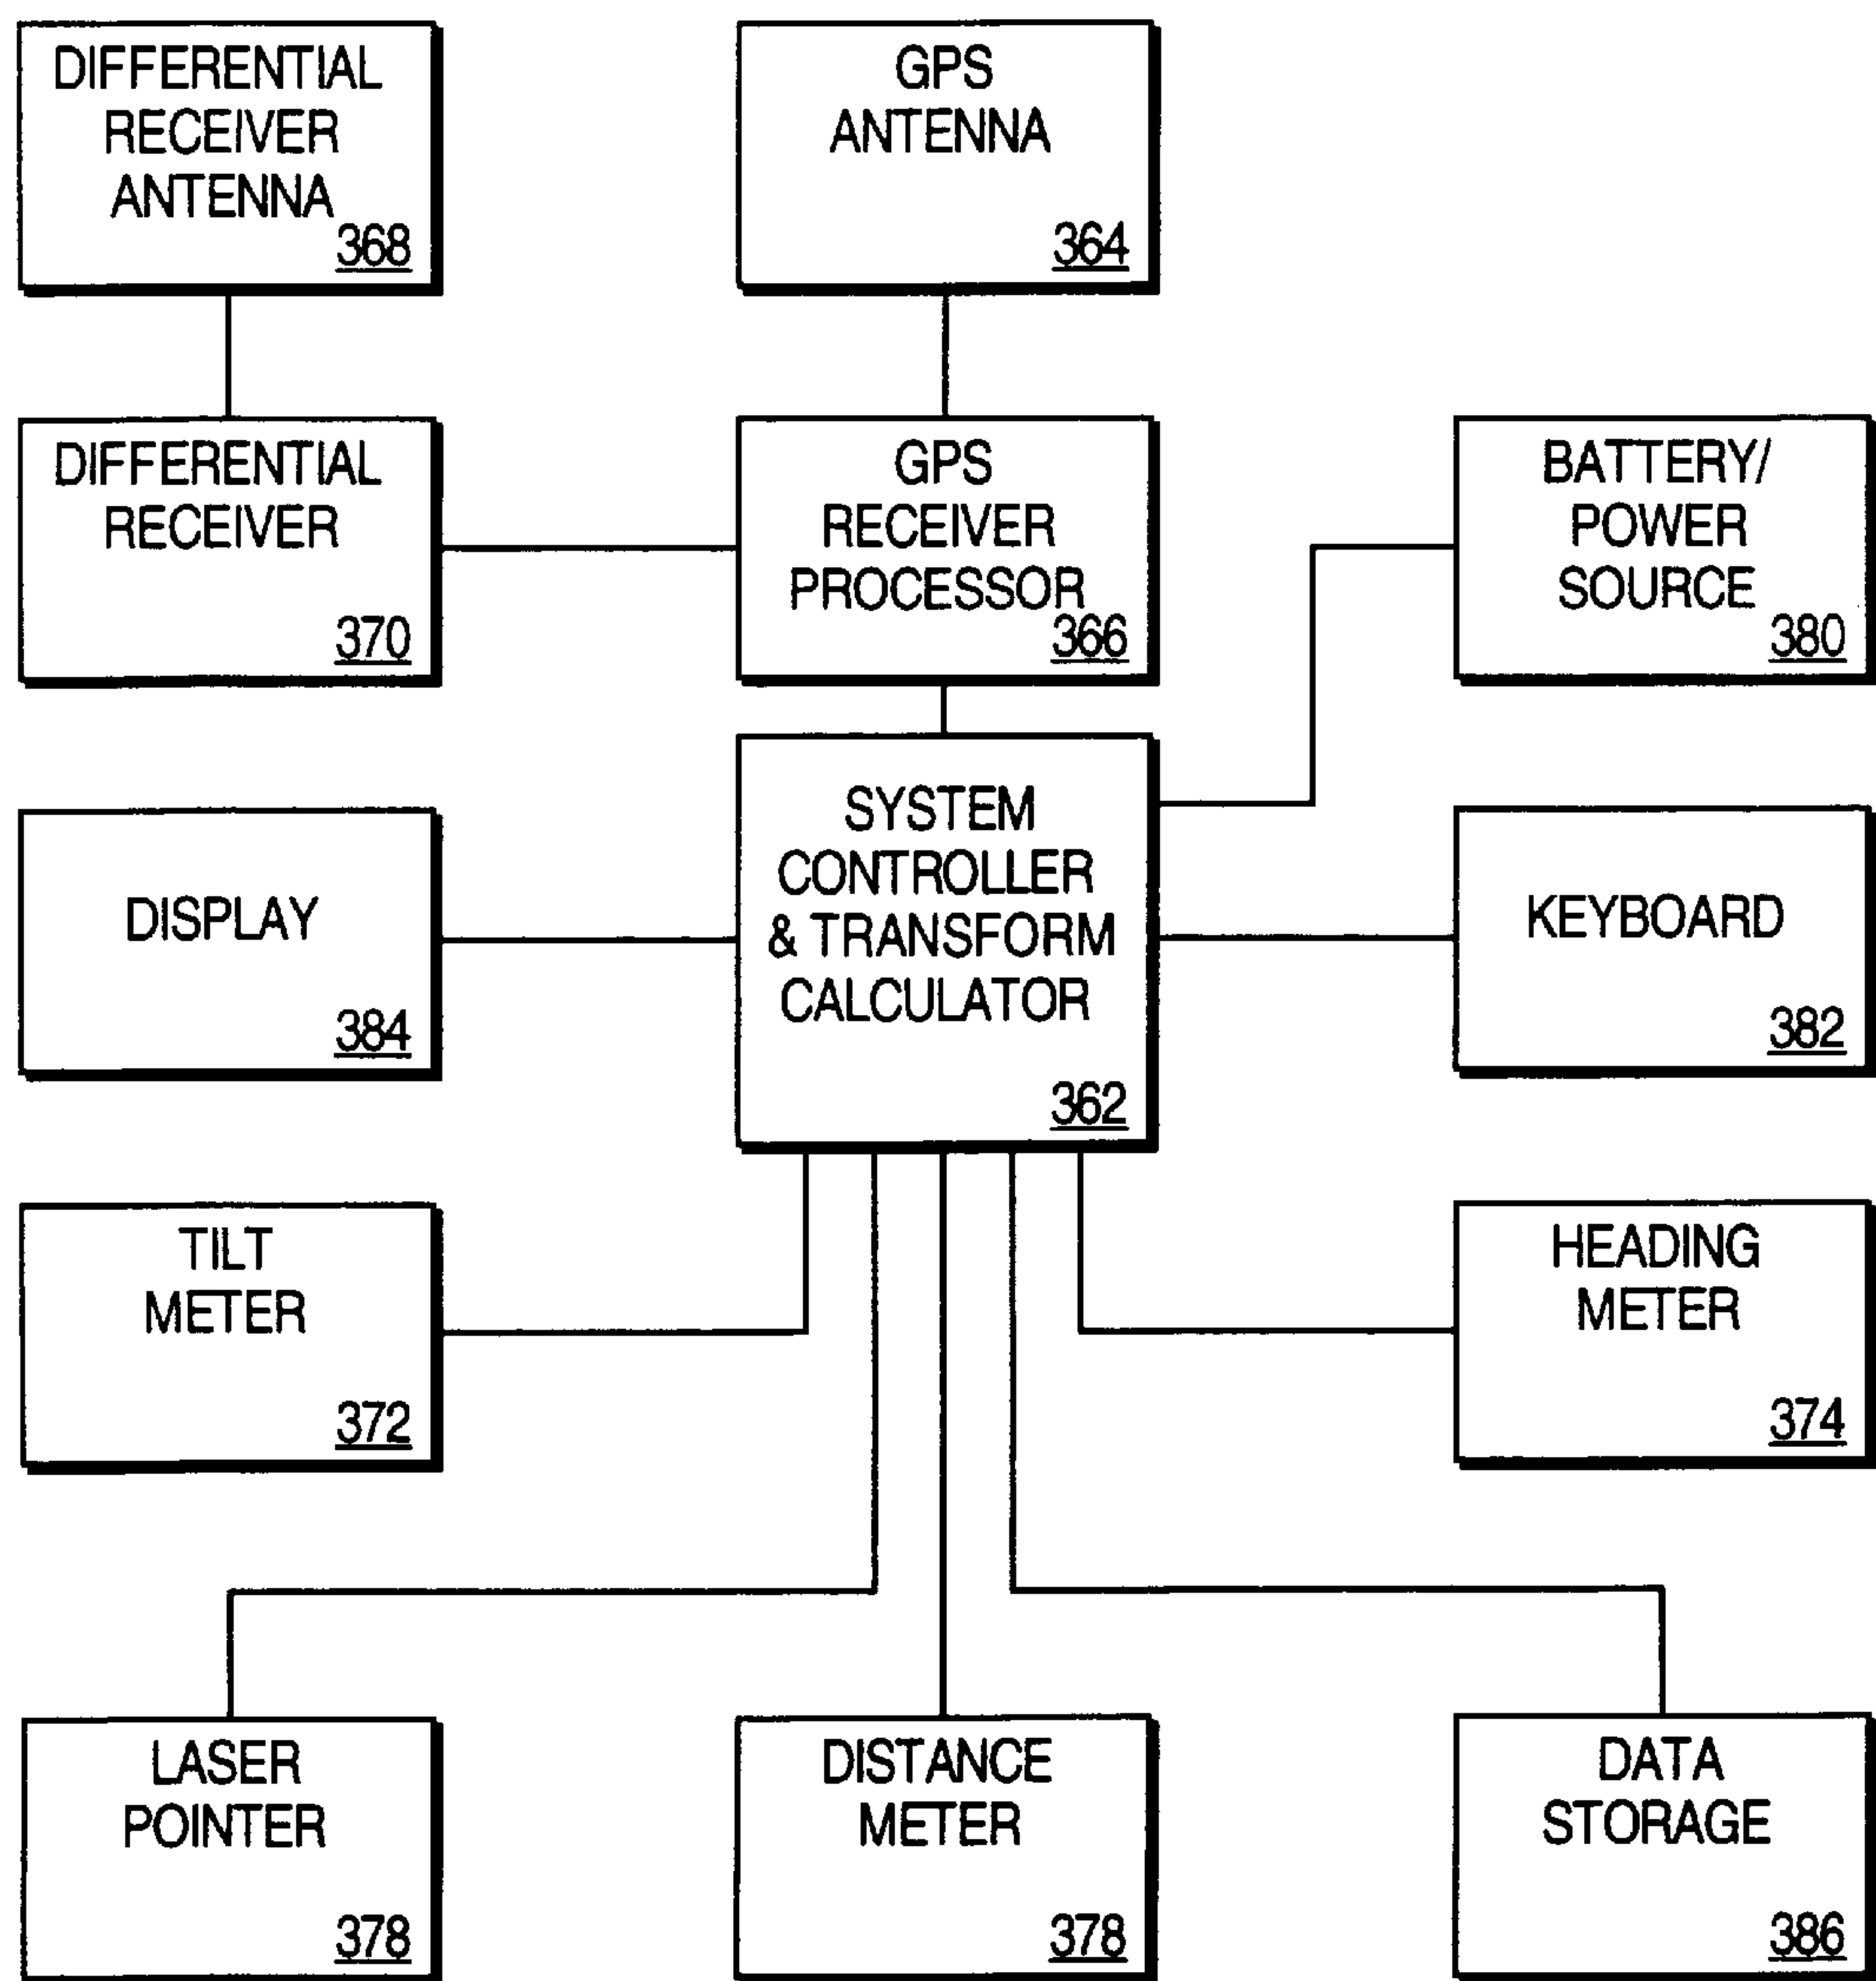 DIFFERENTIAL
RECEIVER
ANTENNA
368
GPS
ANTENNA
364
DIFFERENTIAL
RECEIVER
370
GPS
RECEIVER
PROCESSOR
366
BATTERY/
POWER
SOURCE
380
DISPLAY
384
SYSTEM
CONTROLLER
& TRANSFORM
CALCULATOR
362
KEYBOARD
382
TILT
METER
372
HEADING
METER
374
LASER
POINTER
378
DISTANCE
METER
378
DATA
STORAGE
386